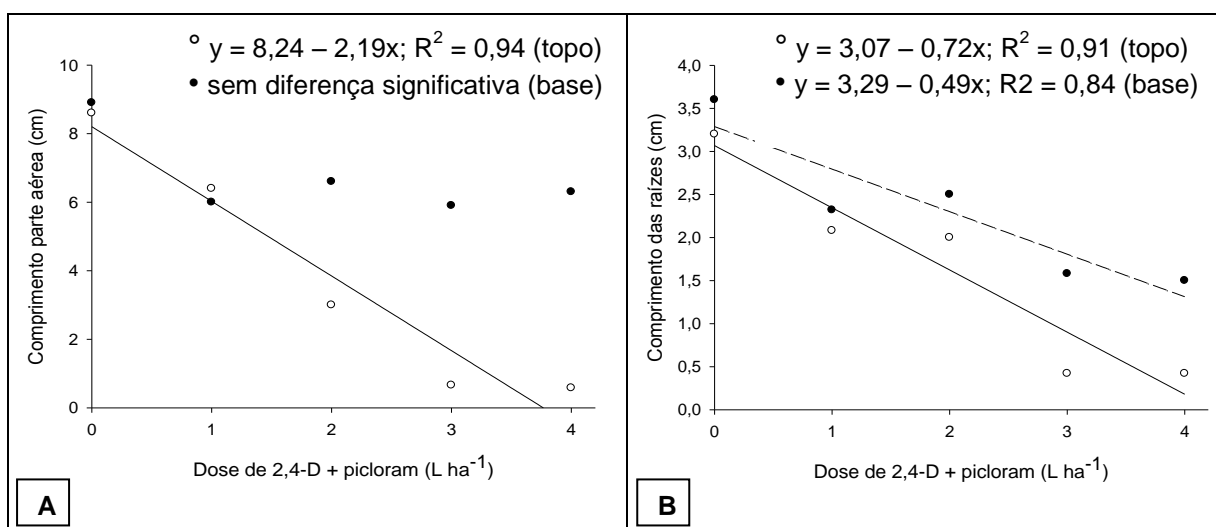 ° y = 8,24 – 2,19x; R² = 0,94 (topo)
• sem diferença significativa (base)
Comprimento parte aérea (cm)
10
8
6
4
2
0
0 1 2 3 4
Dose de 2,4-D + picloram (L ha⁻¹)
A
° y = 3,07 – 0,72x; R² = 0,91 (topo)
• y = 3,29 – 0,49x; R2 = 0,84 (base)
Comprimento das raízes (cm)
4,0
3,5
3,0
2,5
2,0
1,5
1,0
0,5
0,0
0 1 2 3 4
Dose de 2,4-D + picloram (L ha⁻¹)
B